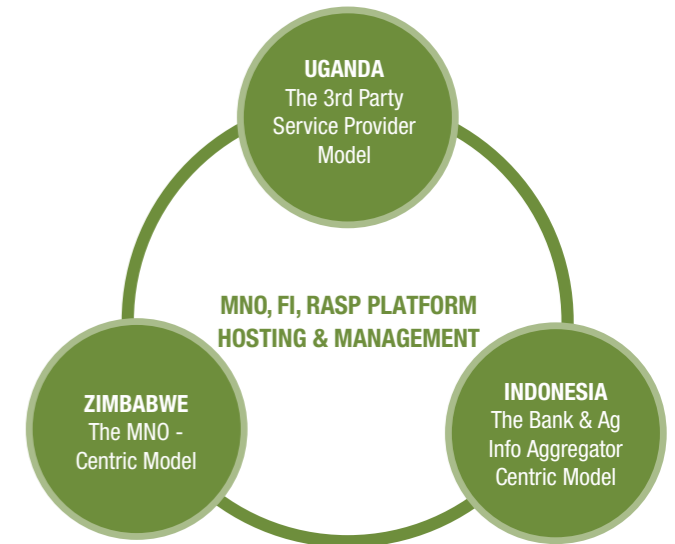 UGANDA
The 3rd Party
Service Provider
Model
MNO, FI, RASP PLATFORM
HOSTING & MANAGEMENT
ZIMBABWE
The MNO -
Centric Model
INDONESIA
The Bank & Ag
Info Aggregator
Centric Model